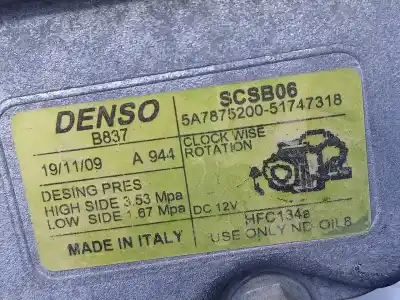 DENSO
B837
SCSB06
5A7875200-51747318
19/11/09 A 944
CLOCK WISE
ROTATION
DESING PRES
HIGH SIDE 3.53 Mpa
LOW SIDE 1.67 Mpa
DC 12V
HFC134a
MADE IN ITALY
USE ONLY ND-OIL8